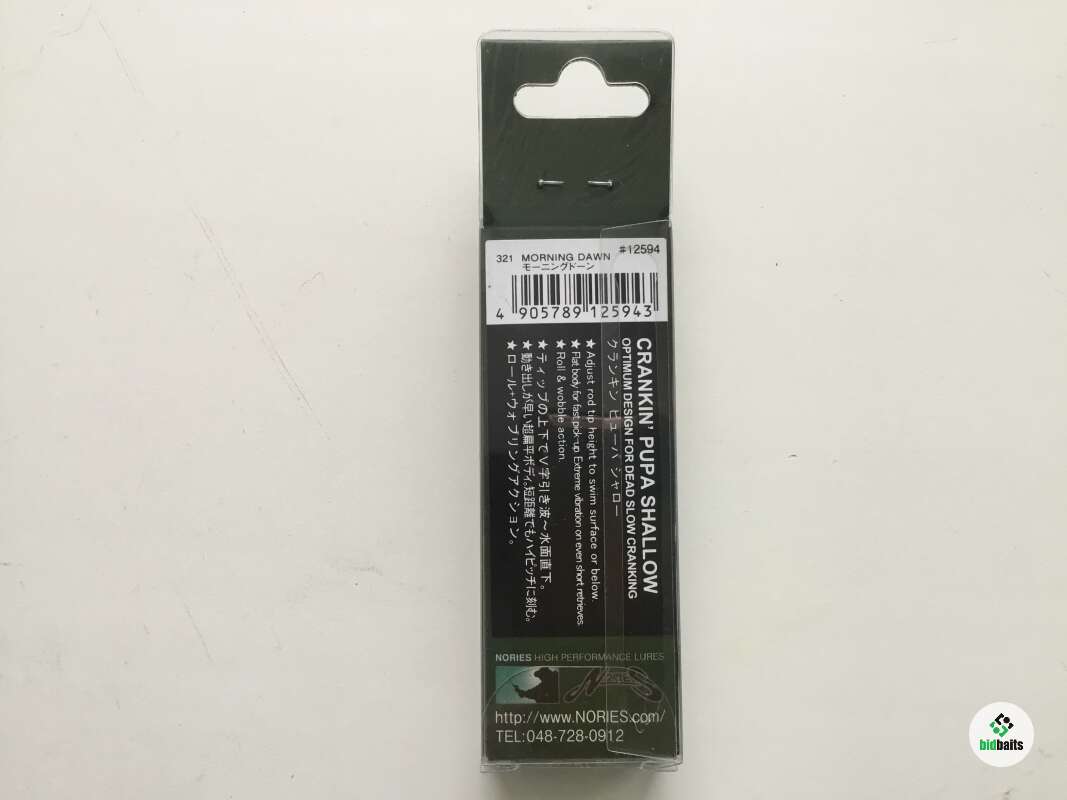 #12594
321 MORNING DAWN
モーニングドーン
4 905789 125943
CRANKIN' PUPA SHALLOW
OPTIMUM DESIGN FOR DEAD SLOW CRANKING
クランキン ピューパ シャロー
★Adjust rod tip height to swim surface or below.
★Flat body for fast pick-up. Extreme vibration on even short retrieves.
★Roll & wobble action.
★ティップの上下でV字引き波〜水面直下。
★動き出しが早い超扁平ボディ。短距離でもハイピッチに刻む。
★ロール+ウォブリングアクション。
NORIES HIGH PERFORMANCE LURES
NORIES
http://www.NORIES.com/
TEL:048-728-0912
bidbaits